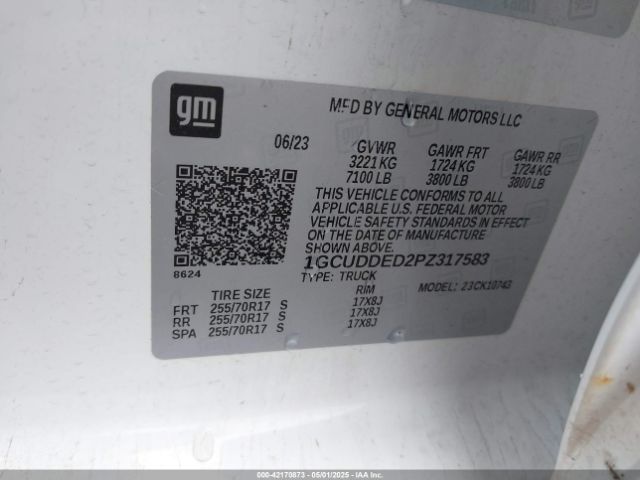 gm
MFD BY GENERAL MOTORS LLC
06/23 GVWR GAWR FRT GAWR RR
3221 KG 1724 KG 1724 KG
7100 LB 3800 LB 3800 LB
THIS VEHICLE CONFORMS TO ALL
APPLICABLE U.S. FEDERAL MOTOR
VEHICLE SAFETY STANDARDS IN EFFECT
ON THE DATE OF MANUFACTURE
SHOWN ABOVE.
1GCUDDED2PZ317583
8624
TYPE: TRUCK MODEL: 23CK10743
TIRE SIZE RIM
FRT 255/70R17 S 17X8J
RR 255/70R17 S 17X8J
SPA 255/70R17 S 17X8J
000-42170873 - 05/01/2025 - IAA, Inc. - Copyright